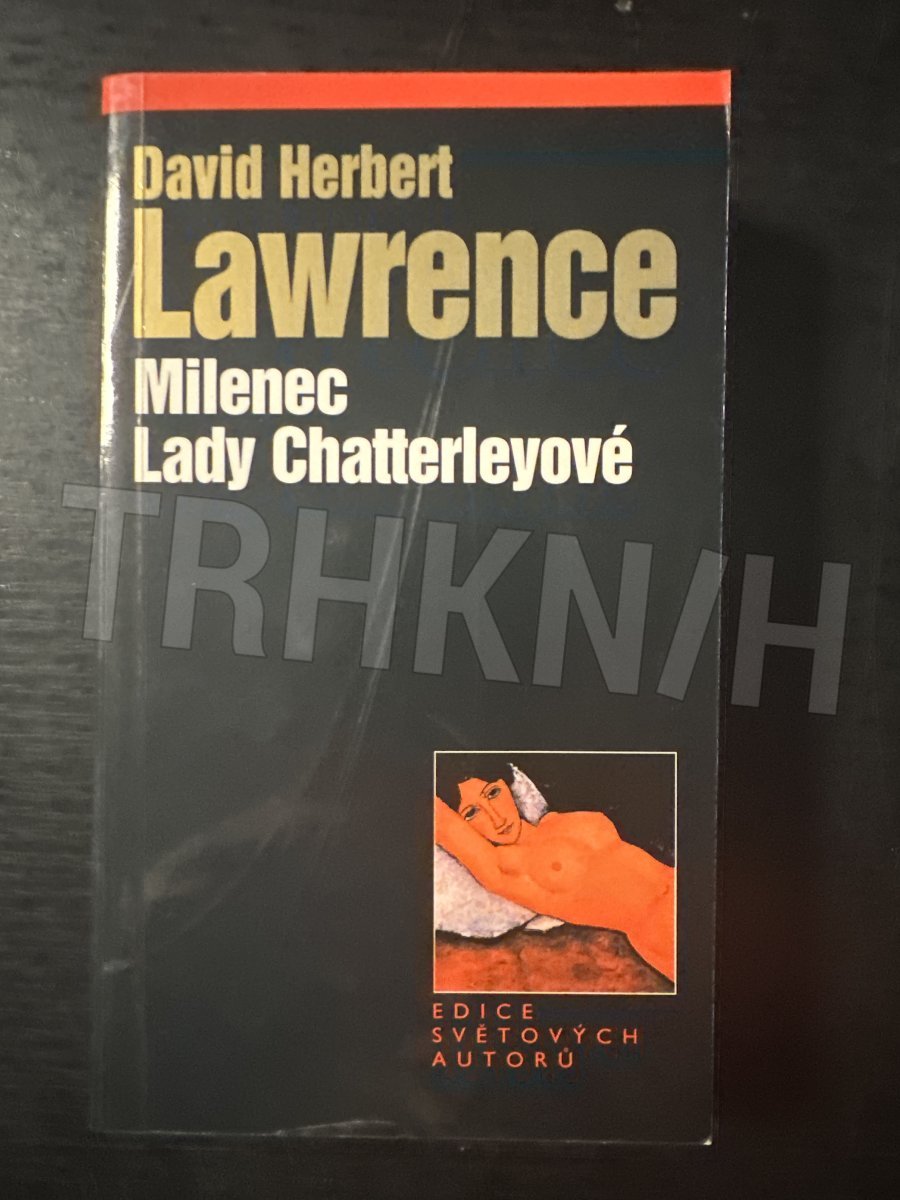 David Herbert
Lawrence
Milenec
Lady Chatterleyové
TRHKNIH
EDICE
SVĚTOVÝCH
AUTORŮ